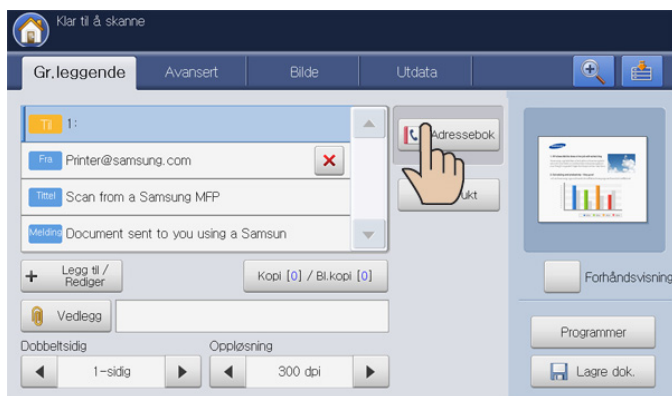 Klar til å skanne
Gr.leggende
Avansert
Bilde
Utdata
Til 1:
Adressebok
Fra Printer@samsung.com
Tittel Scan from a Samsung MFP
ukt
Melding Document sent to you using a Samsun
+ Legg til /
Rediger
Kopi [0] / Bl.kopi [0]
Forhåndsvisning
Vedlegg
Dobbeltsidig
Oppløsning
1-sidig
300 dpi
Programmer
Lagre dok.